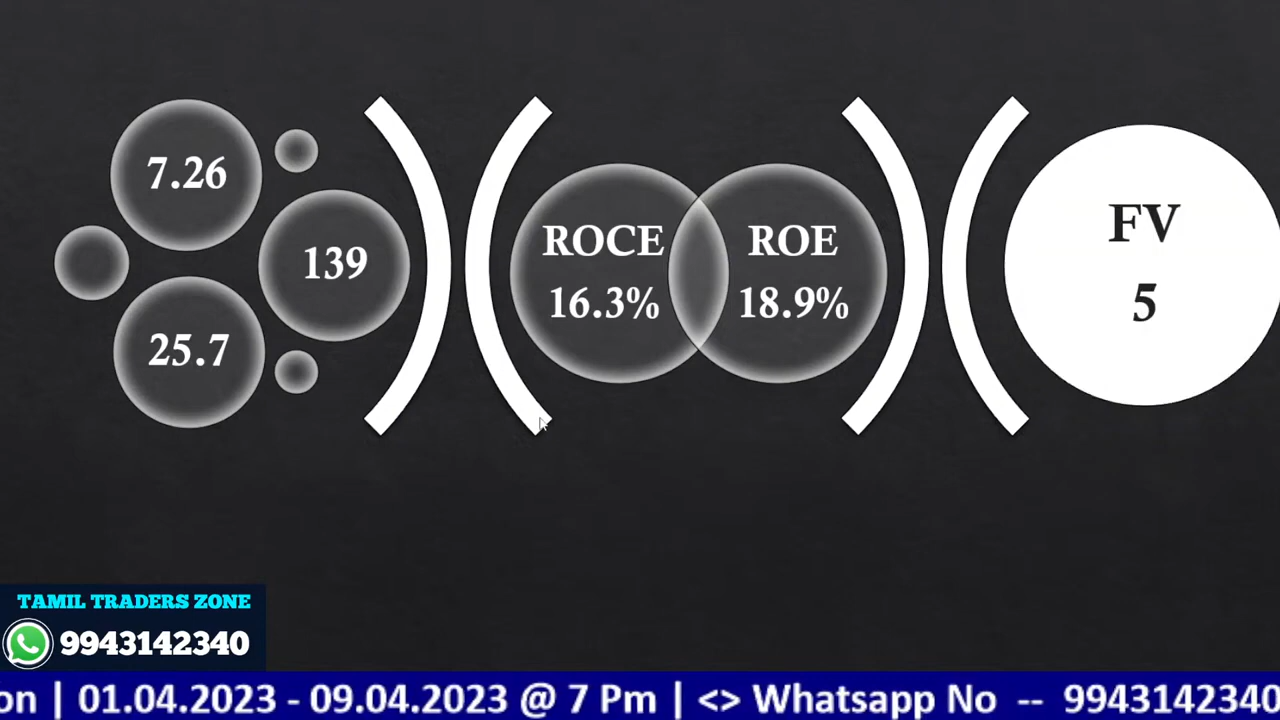 7.26
139
25.7
ROCE
16.3%
ROE
18.9%
FV
5
TAMIL TRADERS ZONE
9943142340
on | 01.04.2023 - 09.04.2023 @ 7 Pm | <> Whatsapp No -- 9943142340